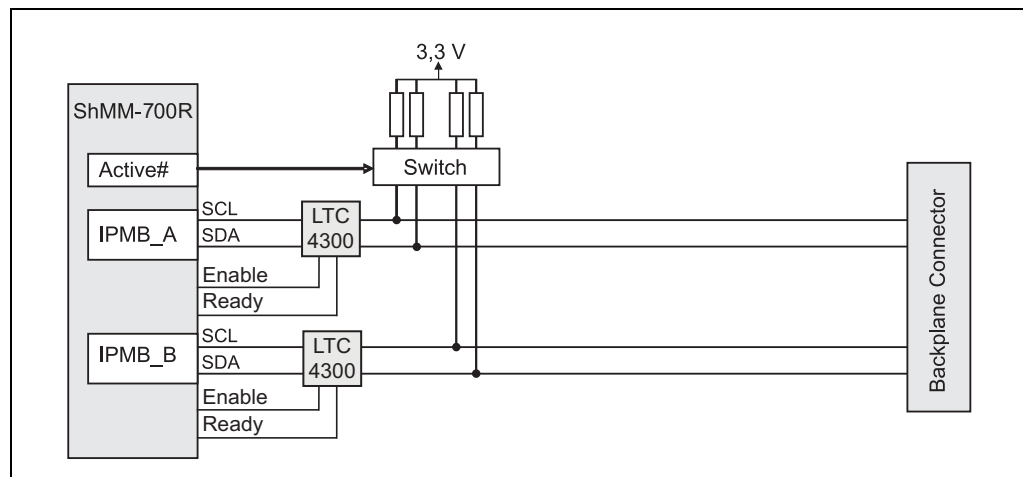 3,3 V
ShMM-700R
Active#
Switch
SCL
LTC
4300
IPMB_A
SDA
Enable
Ready
SCL
LTC
4300
IPMB_B
SDA
Enable
Ready
Backplane Connector